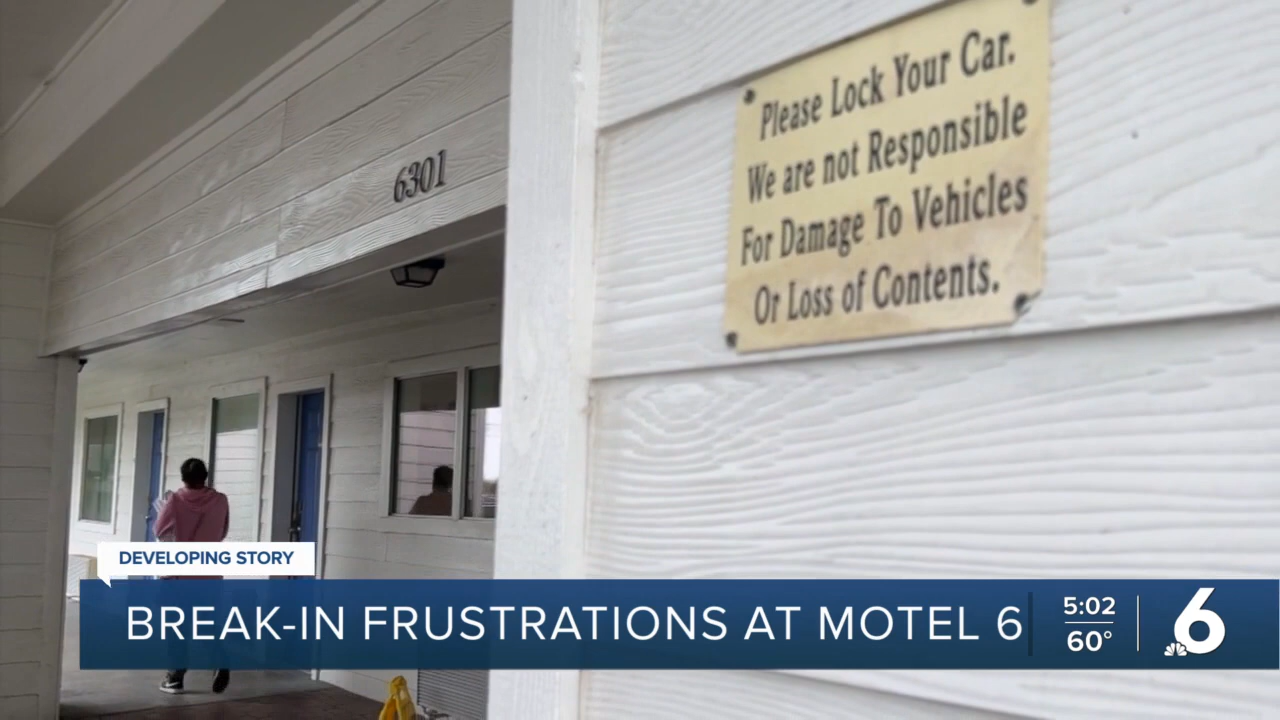 Please Lock Your Car.
We are not Responsible
For Damage To Vehicles
Or Loss of Contents.
6301
DEVELOPING STORY
BREAK-IN FRUSTRATIONS AT MOTEL 6
5:02
60°
6